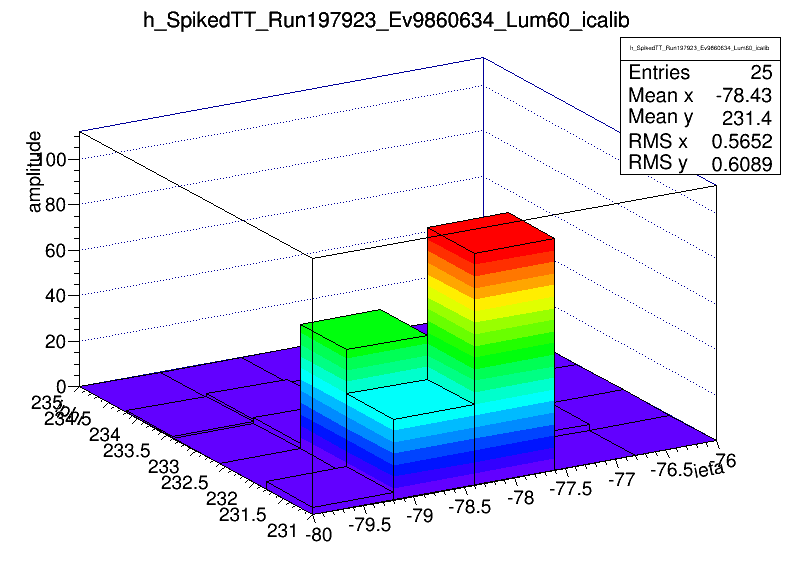 h_SpikedTT_Run197923_Ev9860634_Lum60_icalib
h_SpikedTT_Run197923_Ev9860634_Lum60_icalib
Entries 25
Mean x -78.43
Mean y 231.4
RMS x 0.5652
RMS y 0.6089
amplitude
100
80
60
40
20
0
235
234.5
234
233.5
233
232.5
232
231.5
231
-80
-79.5
-79
-78.5
-78
-77.5
-77
-76.5
-76
ieta